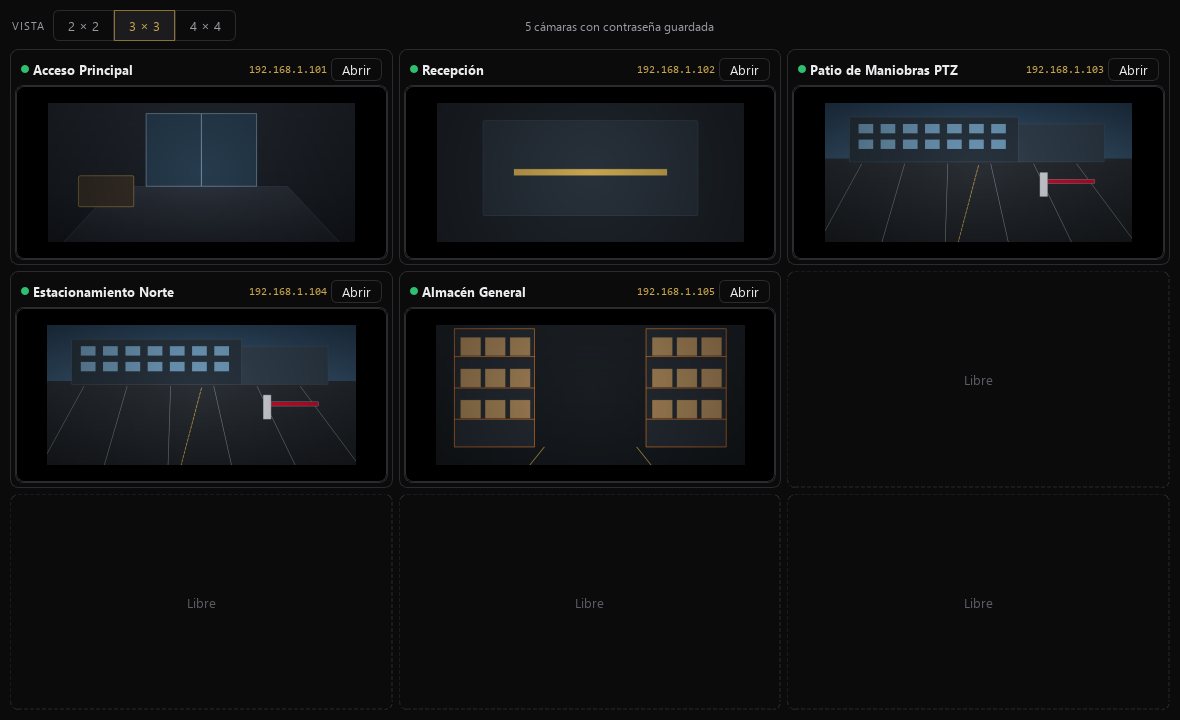 VISTA 2 × 2 3 × 3 4 × 4 5 cámaras con contraseña guardada
Acceso Principal 192.168.1.101 Abrir
Recepción 192.168.1.102 Abrir
Patio de Maniobras PTZ 192.168.1.103 Abrir
Estacionamiento Norte 192.168.1.104 Abrir
Almacén General 192.168.1.105 Abrir
Libre
Libre
Libre
Libre